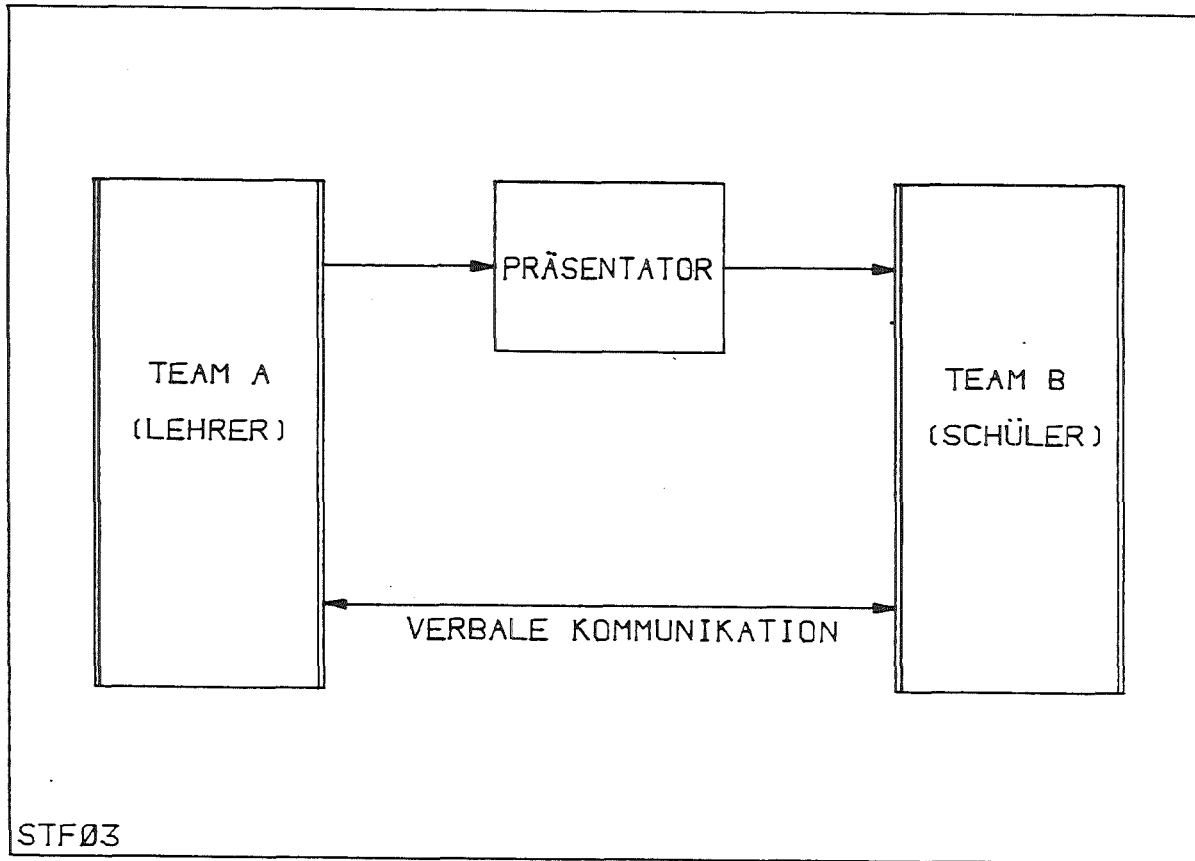 PRÄSENTATOR
TEAM A
(LEHRER)
TEAM B
(SCHÜLER)
VERBALE KOMMUNIKATION
STFØ3